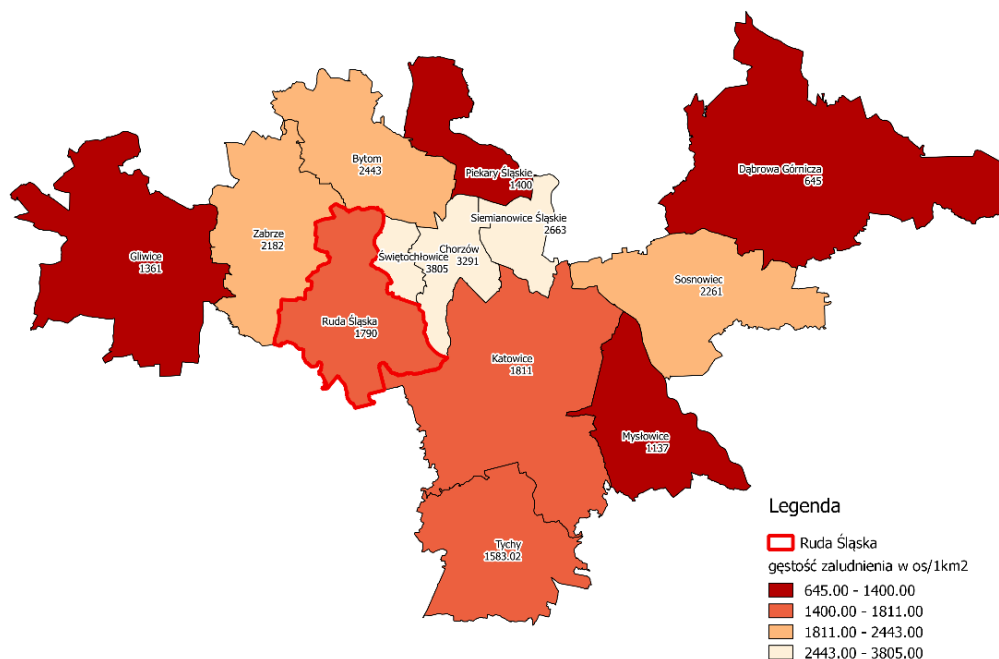 Bytom
2443
Piekary Śląskie
1400
Dąbrowa Górnicza
645
Siemianowice Śląskie
2663
Zabrze
2182
Gliwice
1361
Świętochłowice
3805
Chorzów
3291
Sosnowiec
2261
Ruda Śląska
1790
Katowice
1811
Mysłowice
1137
Tychy
1583.02
Legenda
Ruda Śląska
gęstość zaludnienia w os/1km2
645.00 - 1400.00
1400.00 - 1811.00
1811.00 - 2443.00
2443.00 - 3805.00